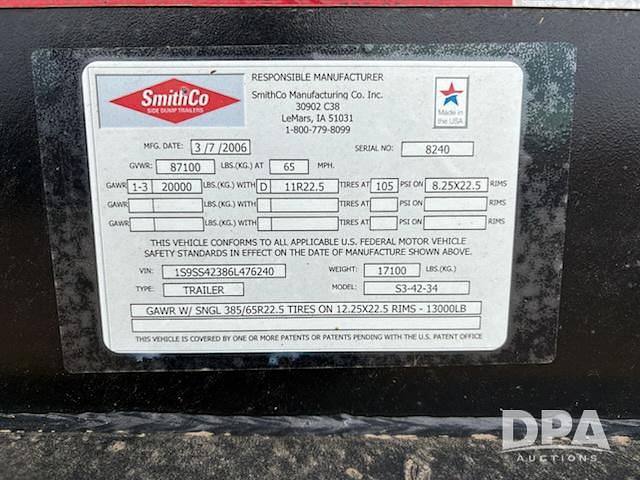 SmithCo
SIDE DUMP TRAILERS
RESPONSIBLE MANUFACTURER
SmithCo Manufacturing Co. Inc.
30902 C38
LeMars, IA 51031
1-800-779-8099
Made in
the USA
MFG. DATE: 3 / 7 / 2006 SERIAL NO: 8240
GVWR: 87100 LBS.(KG.) AT 65 MPH.
GAWR 1-3 20000 LBS.(KG.) WITH D 11R22.5 TIRES AT 105 PSI ON 8.25X22.5 RIMS
GAWR LBS.(KG.) WITH TIRES AT PSI ON RIMS
GAWR LBS.(KG.) WITH TIRES AT PSI ON RIMS
THIS VEHICLE CONFORMS TO ALL APPLICABLE U.S. FEDERAL MOTOR VEHICLE
SAFETY STANDARDS IN EFFECT ON THE DATE OF MANUFACTURE SHOWN ABOVE.
VIN: 1S9SS42386L476240 WEIGHT: 17100 LBS.(KG.)
TYPE: TRAILER MODEL: S3-42-34
GAWR W/ SNGL 385/65R22.5 TIRES ON 12.25X22.5 RIMS - 13000LB
THIS VEHICLE IS COVERED BY ONE OR MORE PATENTS OR PATENTS PENDING WITH THE U.S. PATENT OFFICE
DPA
AUCTIONS